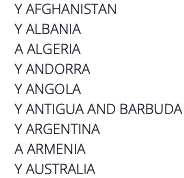 Y AFGHANISTAN
Y ALBANIA
A ALGERIA
Y ANDORRA
Y ANGOLA
Y ANTIGUA AND BARBUDA
Y ARGENTINA
A ARMENIA
Y AUSTRALIA